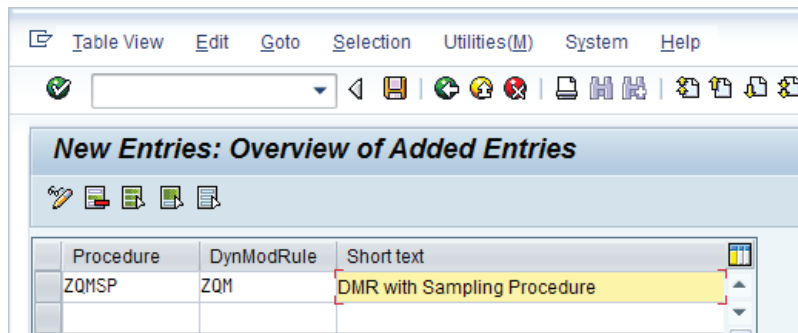 Table View Edit Goto Selection Utilities(M) System Help
New Entries: Overview of Added Entries
Procedure DynModRule Short text
ZQMSP ZQM DMR with Sampling Procedure